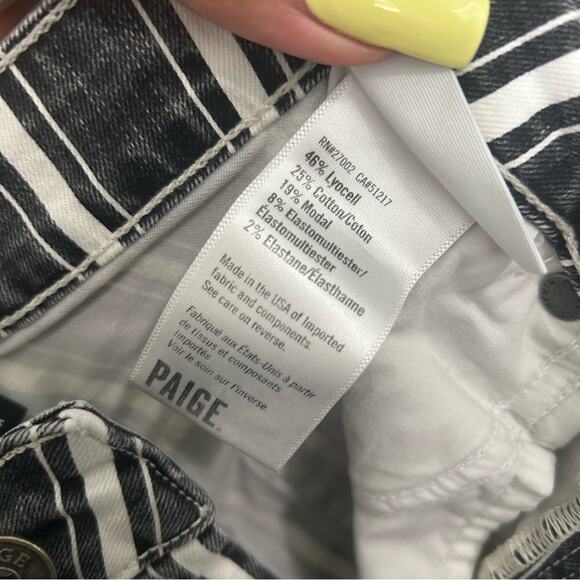 RN#27002 CA#51217
46% Lyocell
25% Cotton/Coton
19% Modal
8% Elastomultiester/
Élastomultiester
2% Elastane/Élasthanne
Made in the USA of Imported
fabric and components.
See care on reverse.
Fabriqué aux États-Unis à partir
de tissus et composants
importés.
Voir le soin sur l'inverse.
PAIGE